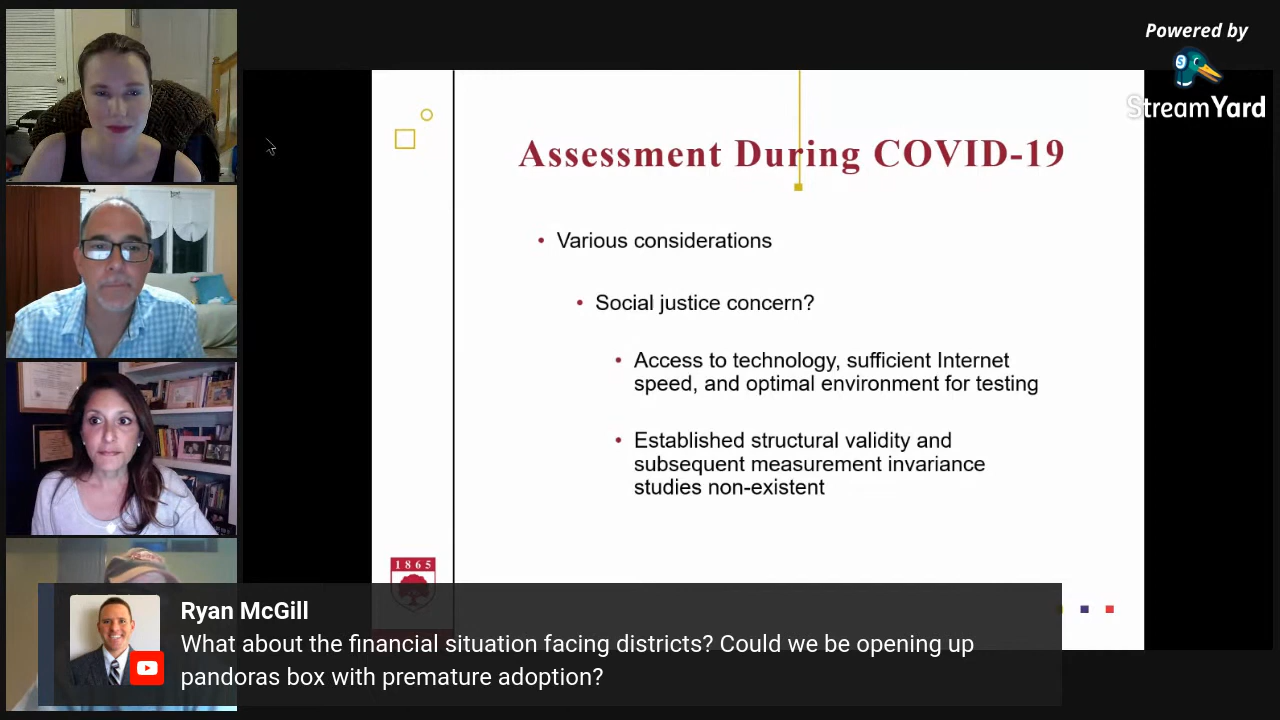 Powered by
StreamYard
Assessment During COVID-19
• Various considerations
• Social justice concern?
• Access to technology, sufficient Internet
speed, and optimal environment for testing
• Established structural validity and
subsequent measurement invariance
studies non-existent
1865
Ryan McGill
What about the financial situation facing districts? Could we be opening up
pandoras box with premature adoption?